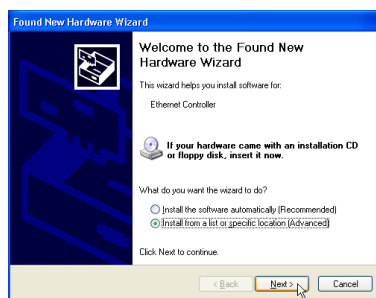 Found New Hardware Wizard
Welcome to the Found New
Hardware Wizard
This wizard helps you install software for:
Ethernet Controller
If your hardware came with an installation CD
or floppy disk, insert it now.
What do you want the wizard to do?
Install the software automatically (Recommended)
Install from a list or specific location (Advanced)
Click Next to continue.
< Back Next > Cancel